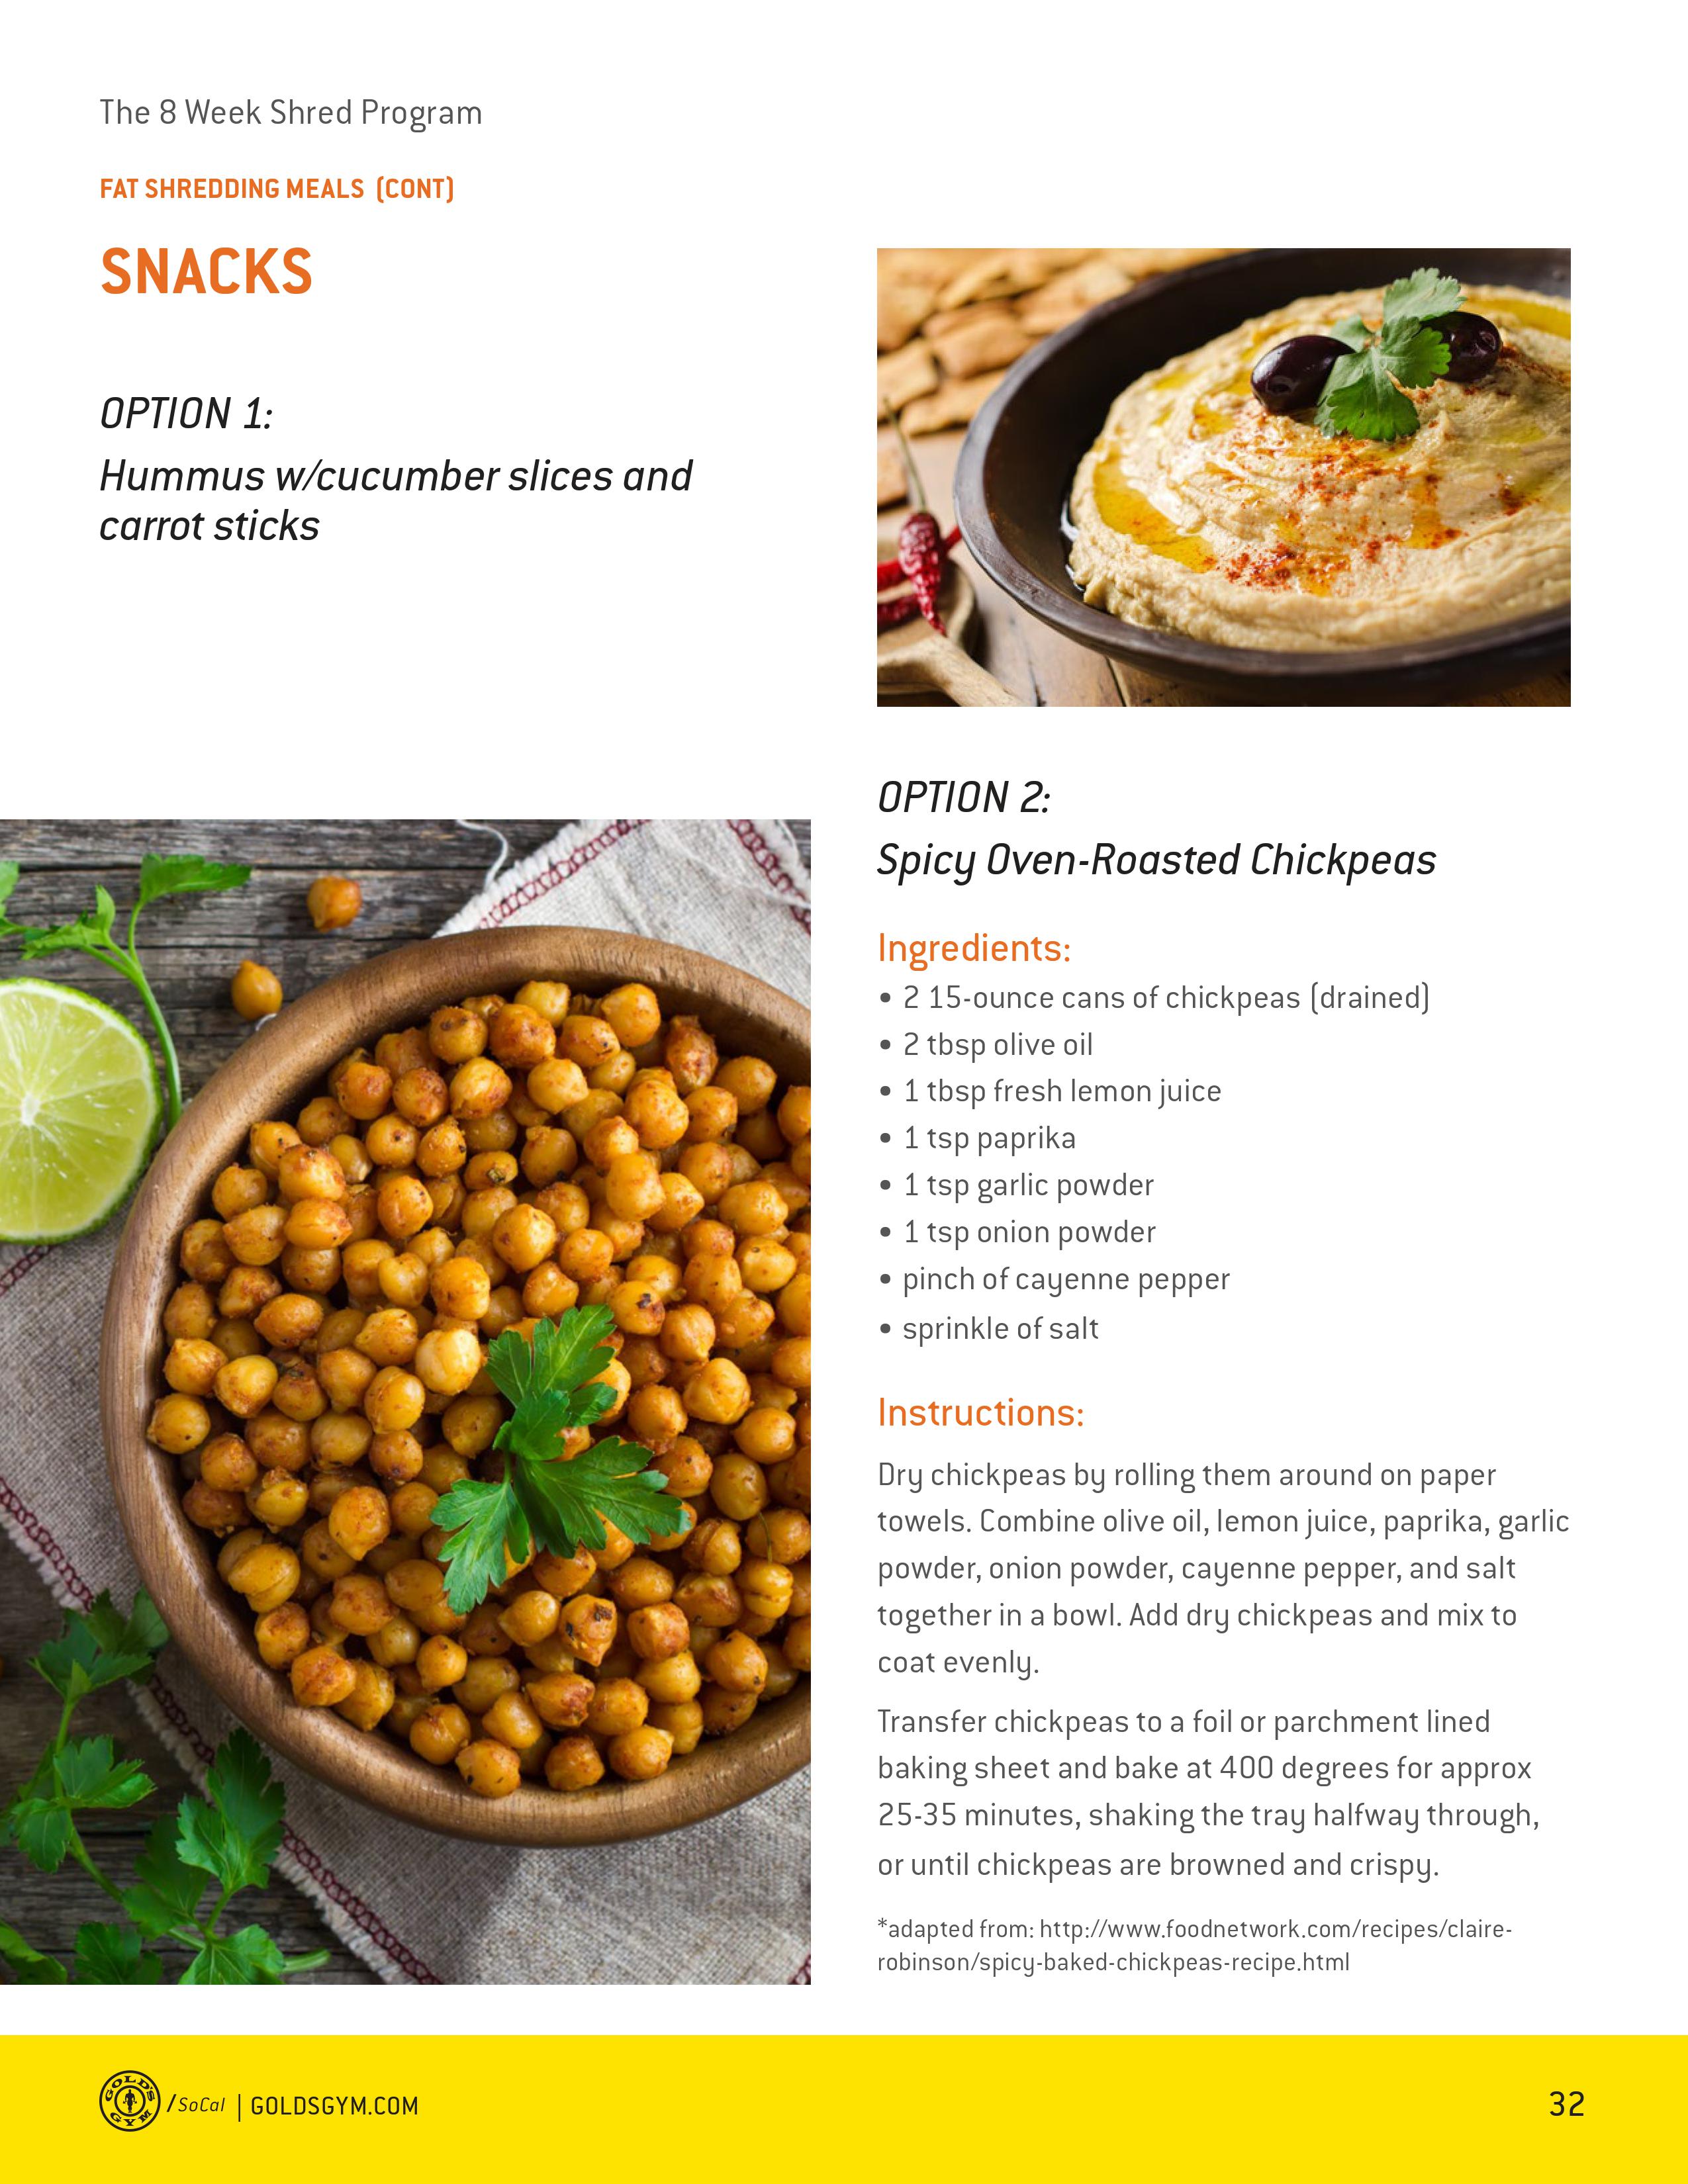 The 8 Week Shred Program
FAT SHREDDING MEALS (CONT)
SNACKS
OPTION 1:
Hummus w/cucumber slices and
carrot sticks
OPTION 2:
Spicy Oven-Roasted Chickpeas
Ingredients:
• 2 15-ounce cans of chickpeas (drained)
• 2 tbsp olive oil
• 1 tbsp fresh lemon juice
• 1 tsp paprika
• 1 tsp garlic powder
• 1 tsp onion powder
• pinch of cayenne pepper
• sprinkle of salt
Instructions:
Dry chickpeas by rolling them around on paper
towels. Combine olive oil, lemon juice, paprika, garlic
powder, onion powder, cayenne pepper, and salt
together in a bowl. Add dry chickpeas and mix to
coat evenly.
Transfer chickpeas to a foil or parchment lined
baking sheet and bake at 400 degrees for approx
25-35 minutes, shaking the tray halfway through,
or until chickpeas are browned and crispy.
*adapted from: http://www.foodnetwork.com/recipes/claire-
robinson/spicy-baked-chickpeas-recipe.html
GOLD'S GYM /SoCal | GOLDSGYM.COM
32